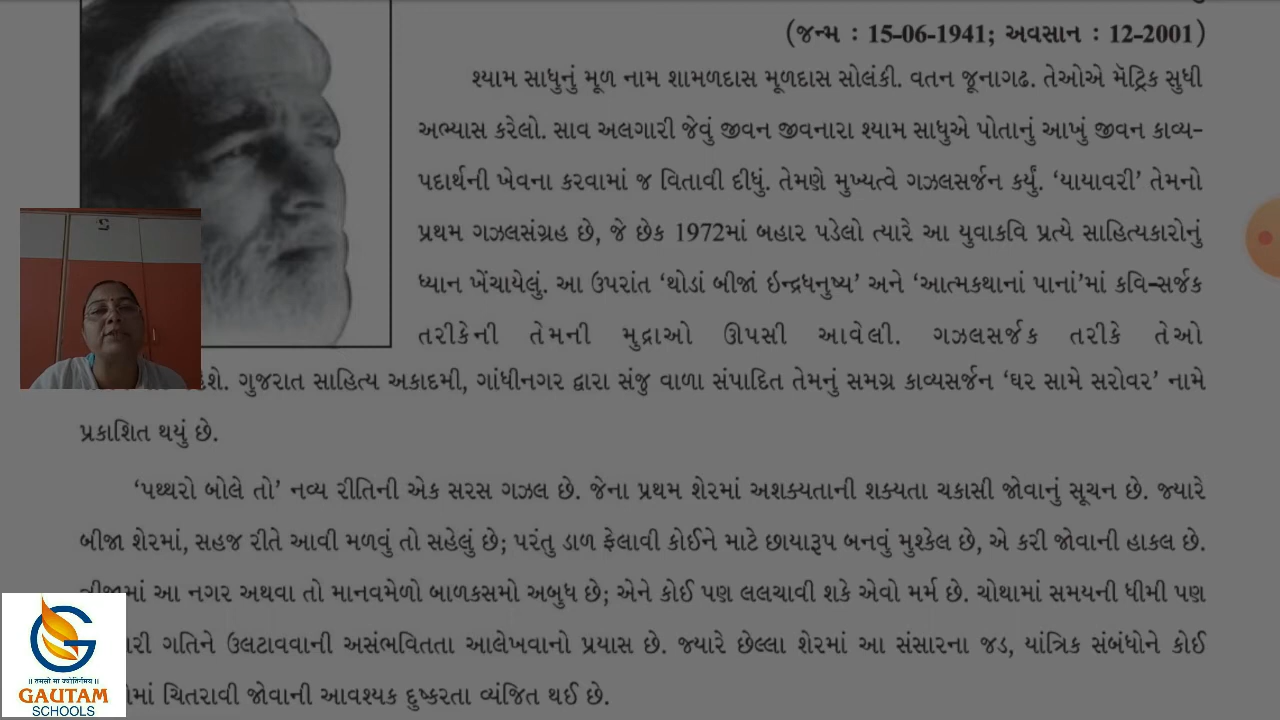 (જન્મ : 15-06-1941; અવસાન : 12-2001)
શ્યામ સાધુનું મૂળ નામ શામળદાસ મૂળદાસ સોલંકી. વતન જૂનાગઢ. તેઓએ મૅટ્રિક સુધી
અભ્યાસ કરેલો. સાવ અલગારી જેવું જીવન જીવનારા શ્યામ સાધુએ પોતાનું આખું જીવન કાવ્ય-
પદાર્થની ખેવના કરવામાં જ વિતાવી દીધું. તેમણે મુખ્યત્વે ગઝલસર્જન કર્યું. ‘યાયાવરી’ તેમનો
પ્રથમ ગઝલસંગ્રહ છે, જે છેક 1972માં બહાર પડેલો ત્યારે આ યુવાકવિ પ્રત્યે સાહિત્યકારોનું
ધ્યાન ખેંચાયેલું. આ ઉપરાંત ‘થોડાં બીજાં ઇન્દ્રધનુષ્ય’ અને ‘આત્મકથાનાં પાનાં’માં કવિ-સર્જક
તરીકેની તેમની મુદ્રાઓ ઊપસી આવેલી. ગઝલસર્જક તરીકે તેઓ
ગુજરાત સાહિત્ય અકાદમી, ગાંધીનગર દ્વારા સંજુ વાળા સંપાદિત તેમનું સમગ્ર કાવ્યસર્જન ‘ઘર સામે સરોવર’ નામે
પ્રકાશિત થયું છે.
‘પથ્થરો બોલે તો’ નવ્ય રીતિની એક સરસ ગઝલ છે. જેના પ્રથમ શેરમાં અશક્યતાની શક્યતા ચકાસી જોવાનું સૂચન છે. જ્યારે
બીજા શેરમાં, સહજ રીતે આવી મળવું તો સહેલું છે; પરંતુ ડાળ ફેલાવી કોઈને માટે છાયારૂપ બનવું મુશ્કેલ છે, એ કરી જોવાની હાકલ છે.
આ નગર અથવા તો માનવમેળો બાળકસમો અબુધ છે; એને કોઈ પણ લલચાવી શકે એવો મર્મ છે. ચોથામાં સમયની ધીમી પણ
ગતિને ઉલટાવવાની અસંભવિતતા આલેખવાનો પ્રયાસ છે. જ્યારે છેલ્લા શેરમાં આ સંસારના જડ, યાંત્રિક સંબંધોને કોઈ
ચિતરાવી જોવાની આવશ્યક દુષ્કરતા વ્યંજિત થઈ છે.
॥ तमसो मा ज्योतिर्गमय ॥
GAUTAM
SCHOOLS